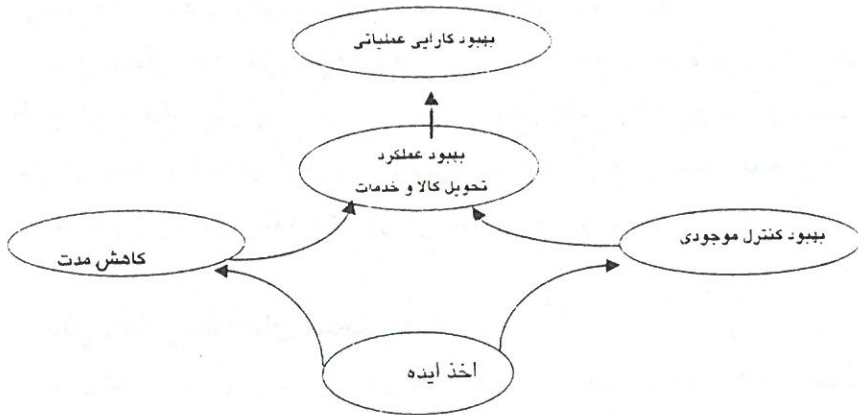 بهبود کارایی عملیاتی
بهبود عملکرد
تحویل کالا و خدمات
بهبود کنترل موجودی
کاهش مدت
اخذ ایده